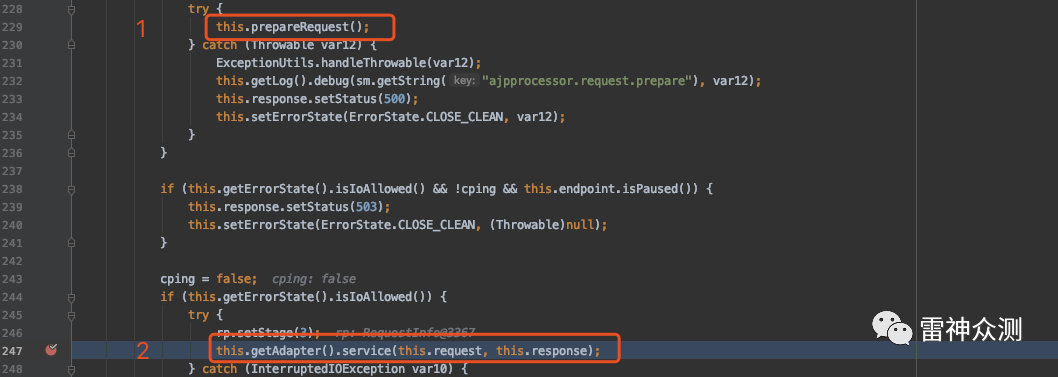 228 try {
229 this.prepareRequest();
230 } catch (Throwable var12) {
231 ExceptionUtils.handleThrowable(var12);
232 this.getLog().debug(sm.getString( key: "ajpprocessor.request.prepare"), var12);
233 this.response.setStatus(500);
234 this.setErrorState(ErrorState.CLOSE_CLEAN, var12);
235 }
236 }
237
238 if (this.getErrorState().isIoAllowed() && !cping && this.endpoint.isPaused()) {
239 this.response.setStatus(503);
240 this.setErrorState(ErrorState.CLOSE_CLEAN, (Throwable)null);
241 }
242
243 cping = false; cping: false
244 if (this.getErrorState().isIoAllowed()) {
245 try {
246 rp.setStage(3); rp: RequestInfo@3367
247 this.getAdapter().service(this.request, this.response);
248 } catch (InterruptedIOException var10) {
1
2
雷神众测